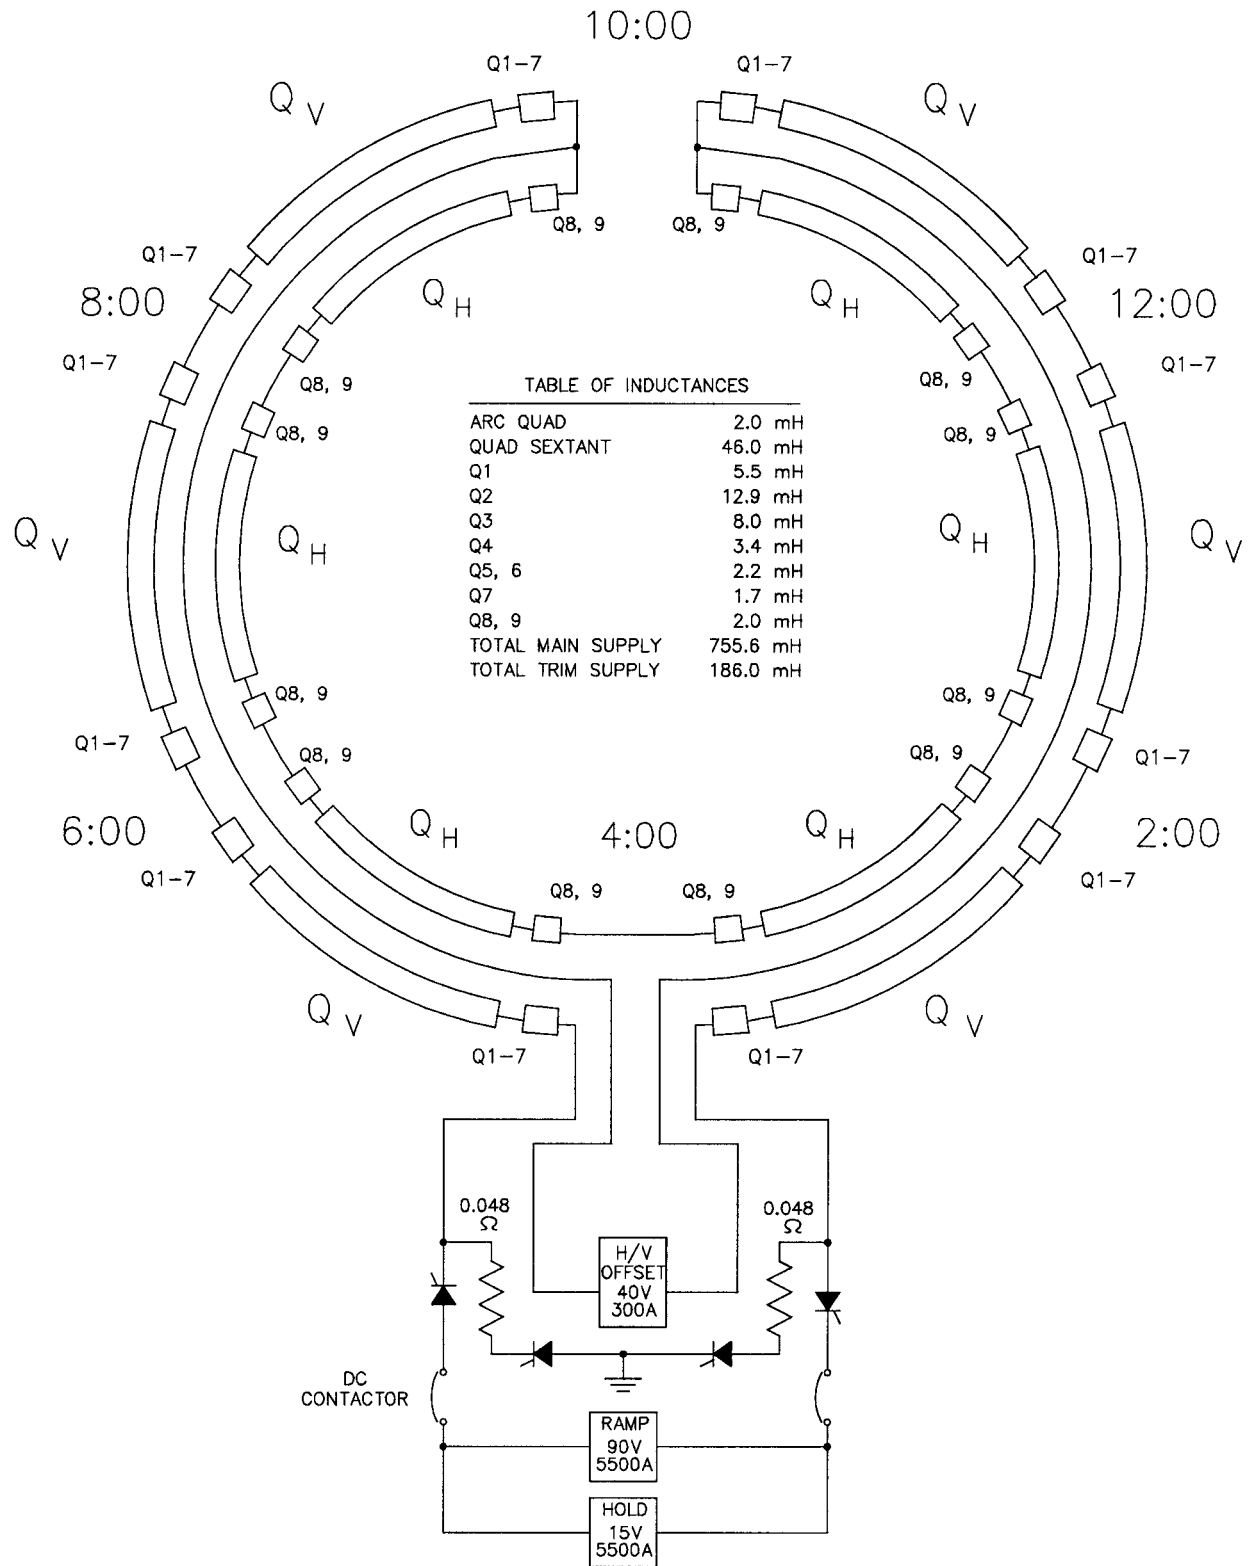 10:00
Q1-7
Q1-7
Q V
Q V
Q8, 9
Q8, 9
Q1-7
Q1-7
8:00
12:00
Q H
Q H
Q1-7
Q1-7
Q8, 9
Q8, 9
Q8, 9
Q8, 9
TABLE OF INDUCTANCES
ARC QUAD 2.0 mH
QUAD SEXTANT 46.0 mH
Q1 5.5 mH
Q2 12.9 mH
Q3 8.0 mH
Q4 3.4 mH
Q5, 6 2.2 mH
Q7 1.7 mH
Q8, 9 2.0 mH
TOTAL MAIN SUPPLY 755.6 mH
TOTAL TRIM SUPPLY 186.0 mH
Q V
Q H
Q H
Q V
Q8, 9
Q8, 9
Q1-7
Q8, 9
Q8, 9
Q1-7
6:00
Q H
4:00
Q H
2:00
Q1-7
Q8, 9
Q8, 9
Q1-7
Q V
Q V
Q1-7
Q1-7
0.048
Ω
0.048
Ω
H/V
OFFSET
40V
300A
DC
CONTACTOR
RAMP
90V
5500A
HOLD
15V
5500A